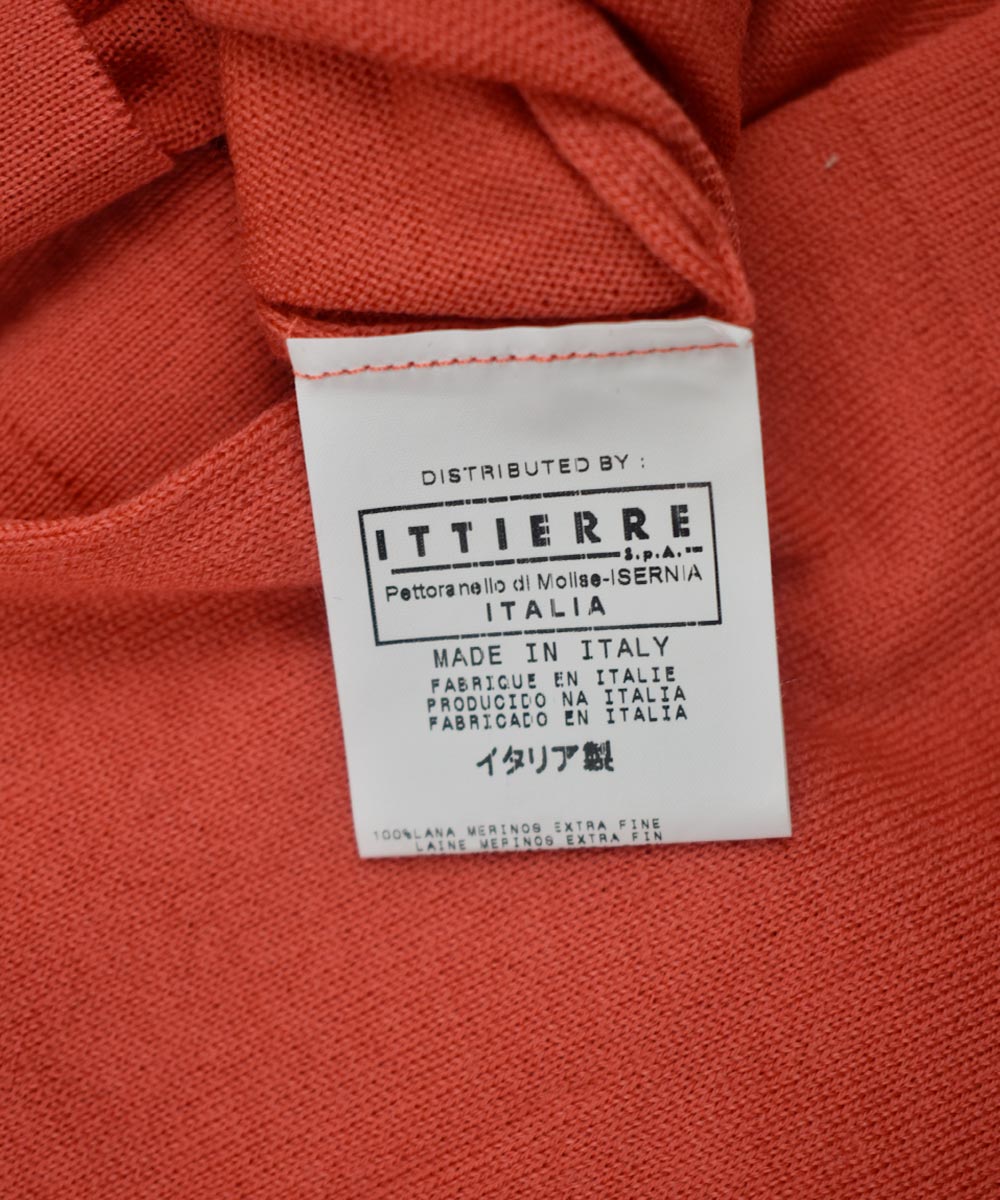 DISTRIBUTED BY :
ITTIERRE
S.p.A.
Pettoranello di Molise-ISERNIA
ITALIA
MADE IN ITALY
FABRIQUE EN ITALIE
PRODUCIDO NA ITALIA
FABRICADO EN ITALIA
イタリア製
100%LANA MERINOS EXTRA FINE
LAINE MERINOS EXTRA FIN